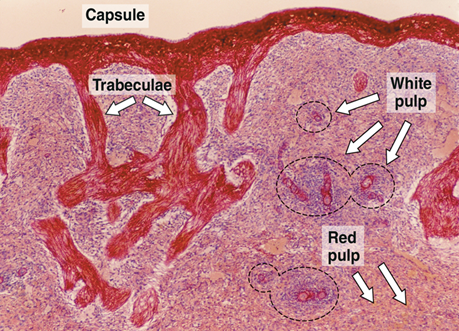 Capsule
Trabeculae
White
pulp
Red
pulp